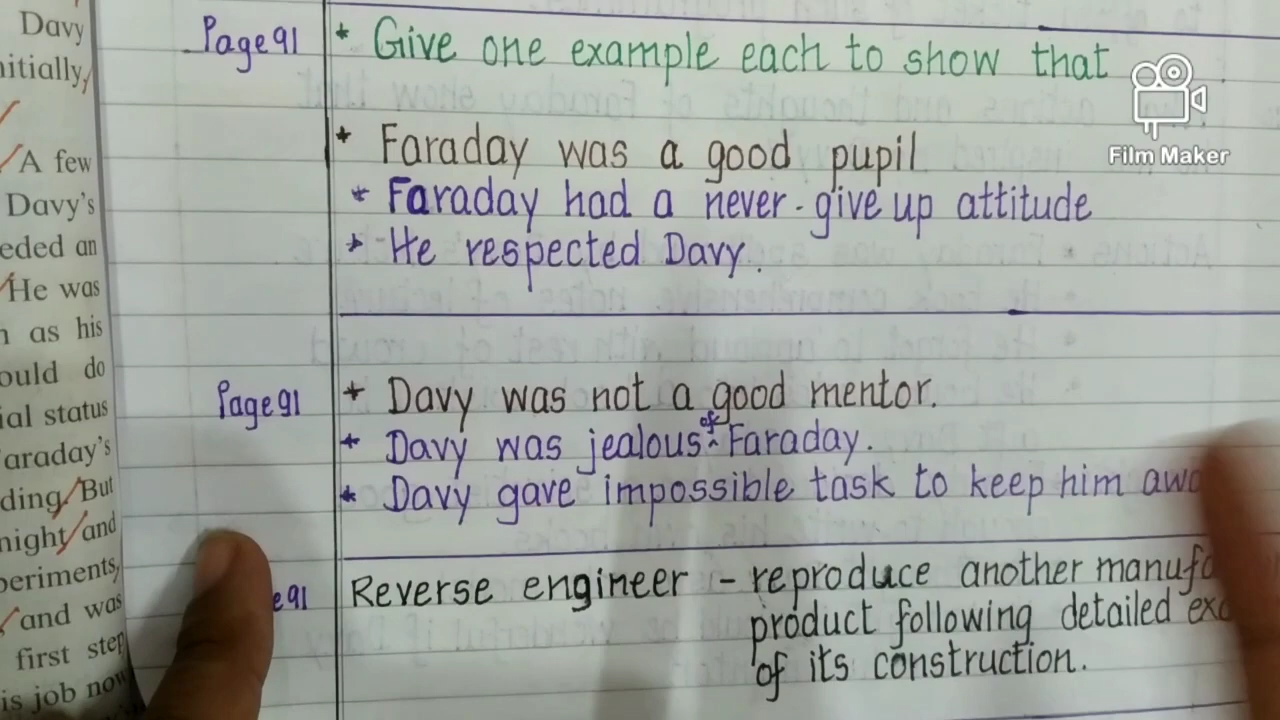 Davy
nitially,
A few
Davy's
eded an
He was
as his
ould do
ial status
araday's
ding. But
night and
periments,
and was
first step
is job now
Page 91
* Give one example each to show that
* Faraday was a good pupil
* Faraday had a never-give up attitude
* He respected Davy.
Page 91
+ Davy was not a good mentor.
* Davy was jealous of Faraday.
* Davy gave impossible task to keep him awa
e 91
Reverse engineer - reproduce another manufa
product following detailed exa
of its construction.
Film Maker